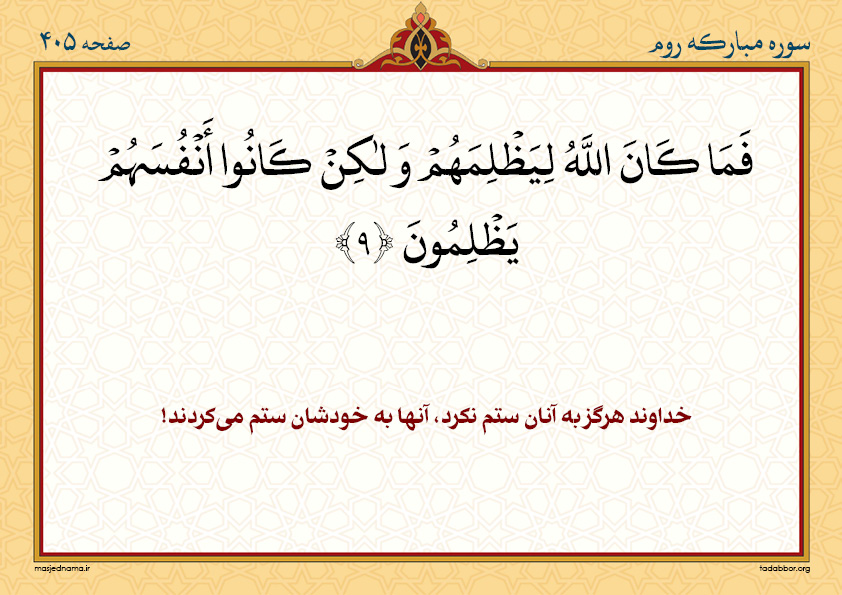 سوره مبارکه روم
صفحه ۴۰۵
فَمَا كَانَ اللَّهُ لِيَظْلِمَهُمْ وَ لٰكِنْ كَانُوا أَنْفُسَهُمْ
يَظْلِمُونَ ﴿۹﴾
خداوند هرگز به آنان ستم نکرد، آنها به خودشان ستم می‌کردند!
masjednama.ir
tadabbor.org